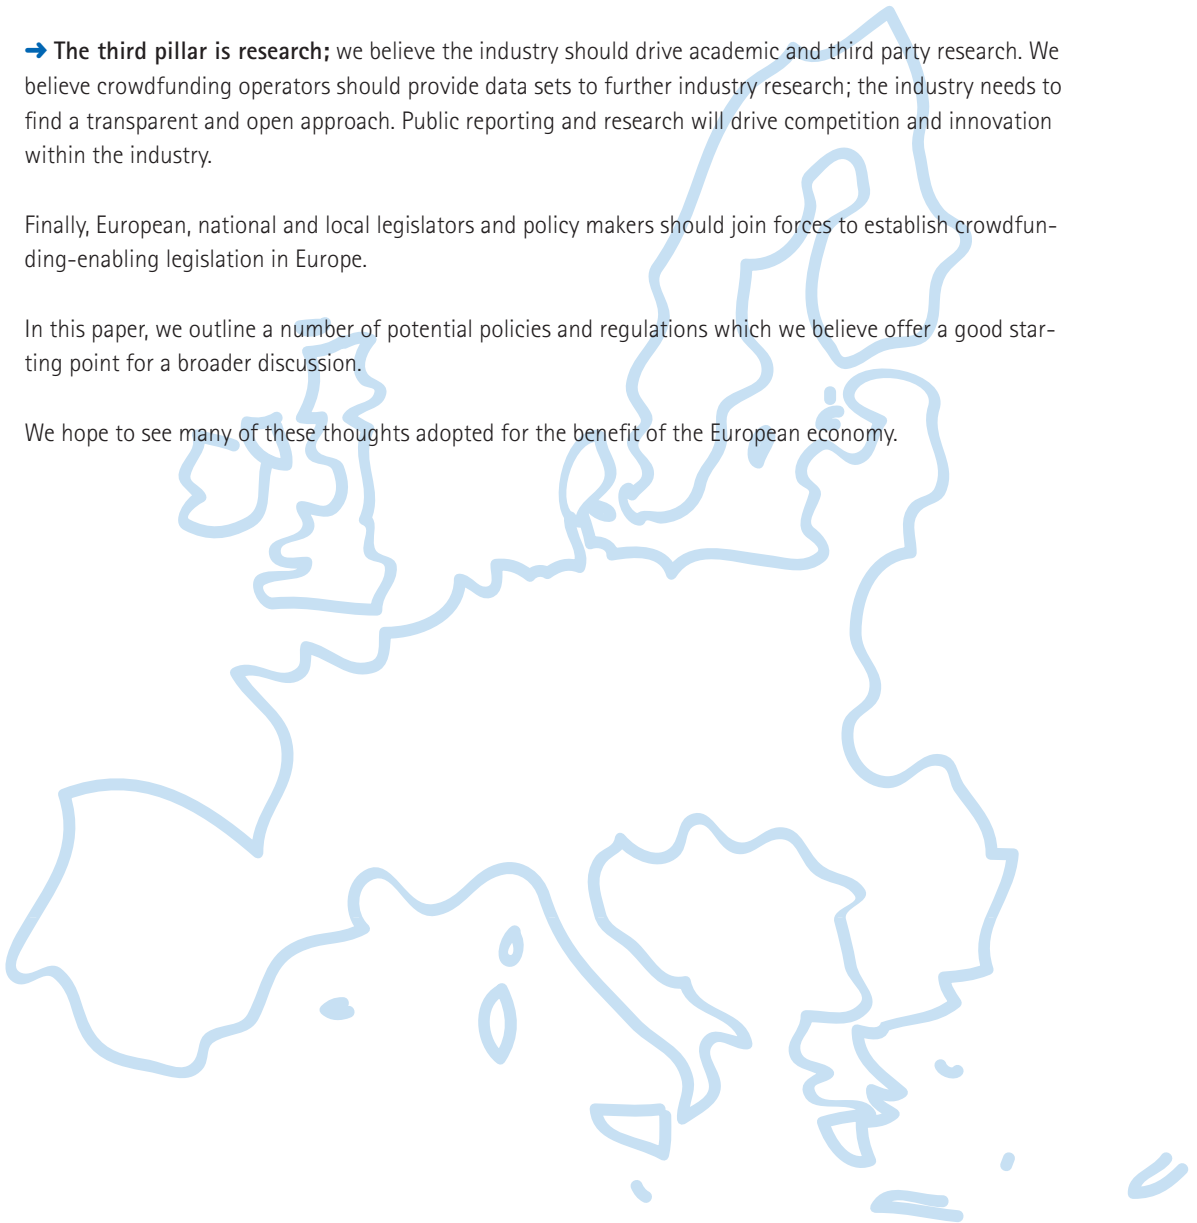 ➔ The third pillar is research; we believe the industry should drive academic and third party research. We
believe crowdfunding operators should provide data sets to further industry research; the industry needs to
find a transparent and open approach. Public reporting and research will drive competition and innovation
within the industry.
Finally, European, national and local legislators and policy makers should join forces to establish crowdfun-
ding-enabling legislation in Europe.
In this paper, we outline a number of potential policies and regulations which we believe offer a good star-
ting point for a broader discussion.
We hope to see many of these thoughts adopted for the benefit of the European economy.